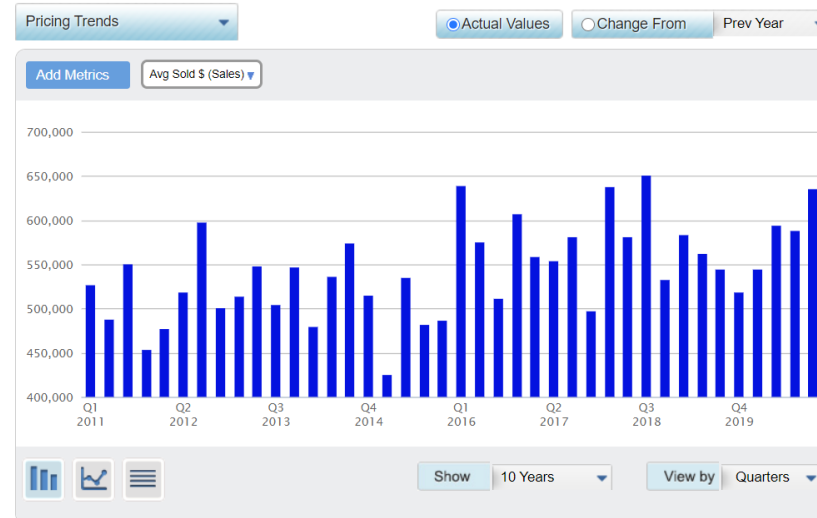 Pricing Trends
Actual Values
Change From
Prev Year
Add Metrics
Avg Sold $ (Sales)
700,000
650,000
600,000
550,000
500,000
450,000
400,000
Q1 Q2 Q3 Q4 Q1 Q2 Q3 Q4
2011 2012 2013 2014 2016 2017 2018 2019
Show 10 Years View by Quarters